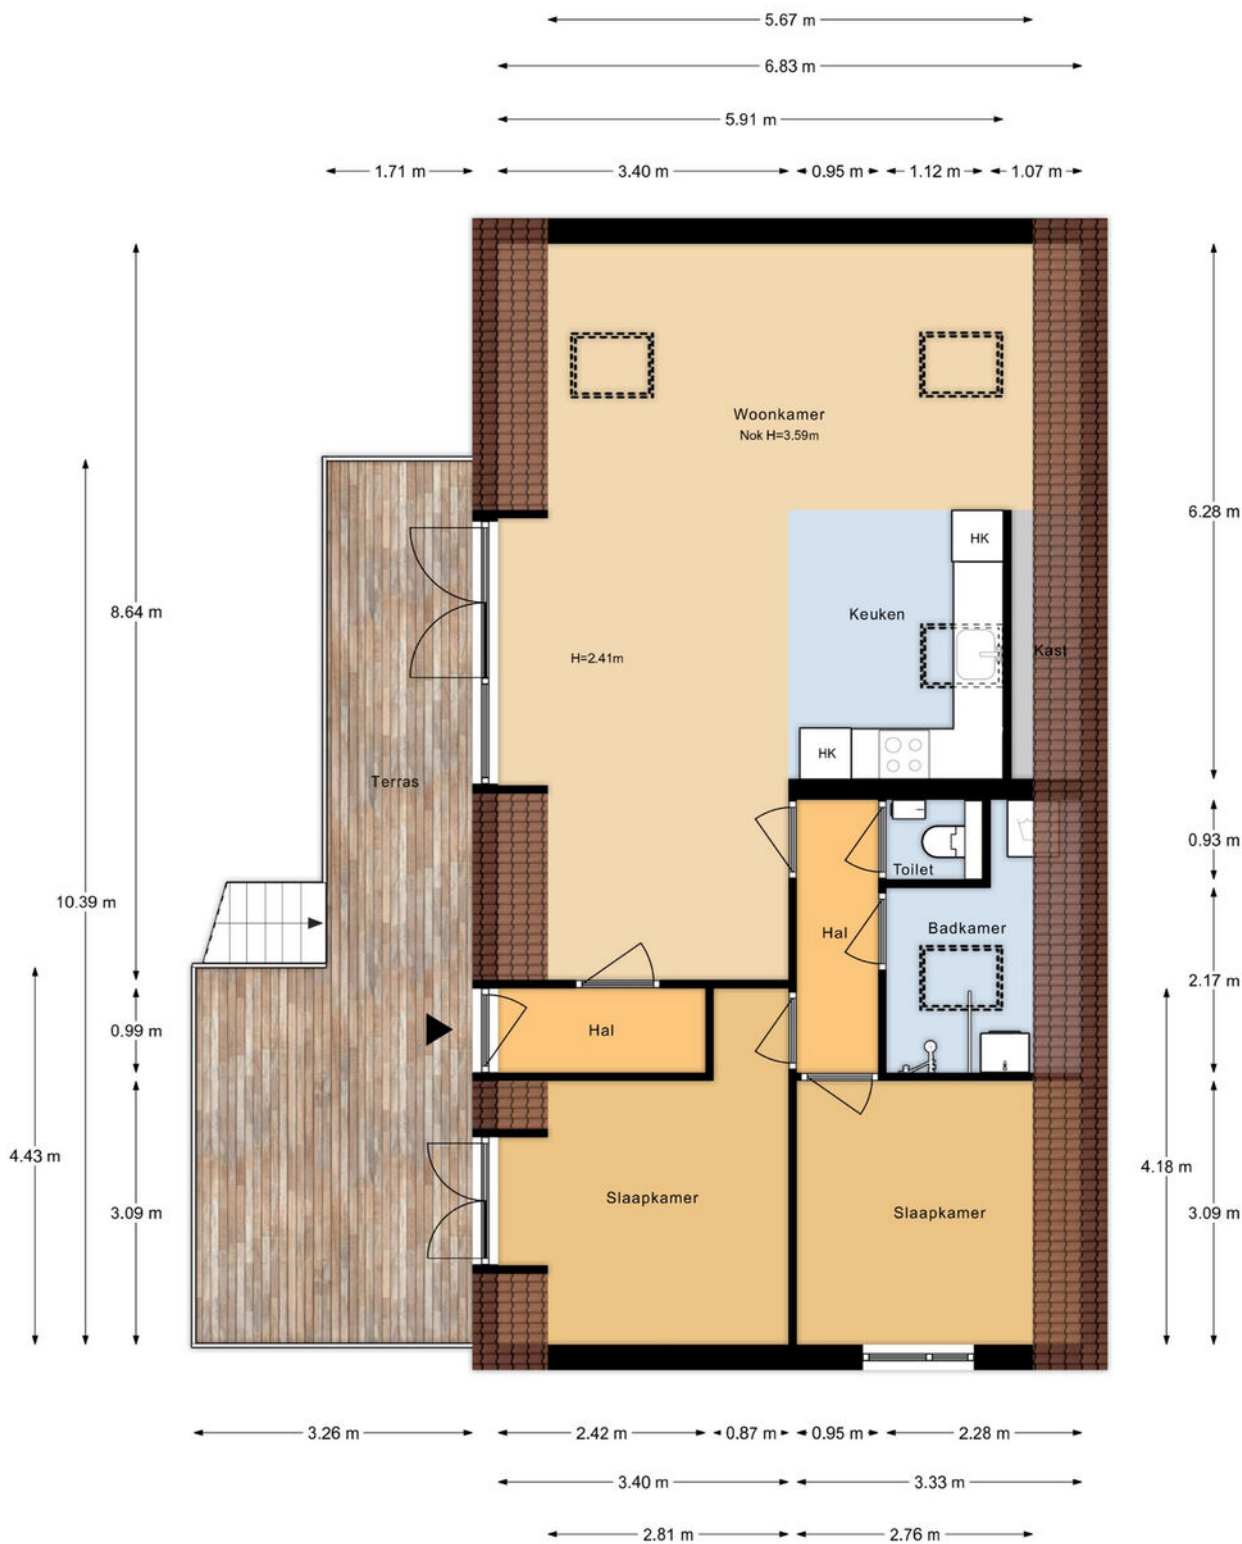 5.67 m
6.83 m
5.91 m
1.71 m
3.40 m
0.95 m
1.12 m
1.07 m
Woonkamer
Nok H=3.59m
HK
6.28 m
8.64 m
Keuken
Kast
H=2.41m
HK
Terras
0.93 m
Toilet
10.39 m
Hal
Badkamer
2.17 m
0.99 m
Hal
4.43 m
4.18 m
3.09 m
Slaapkamer
Slaapkamer
3.09 m
3.26 m
2.42 m
0.87 m
0.95 m
2.28 m
3.40 m
3.33 m
2.81 m
2.76 m